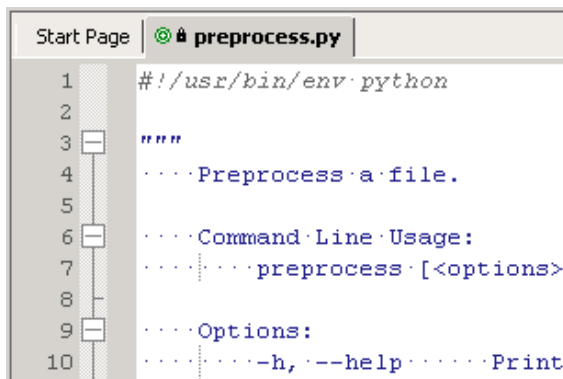 Start Page preprocess.py
1 #!/usr/bin/env·python
2
3 """
4 ····Preprocess·a·file.
5
6 ····Command·Line·Usage:
7 ········preprocess·[<options>
8
9 ····Options:
10 ········-h,·--help······Print